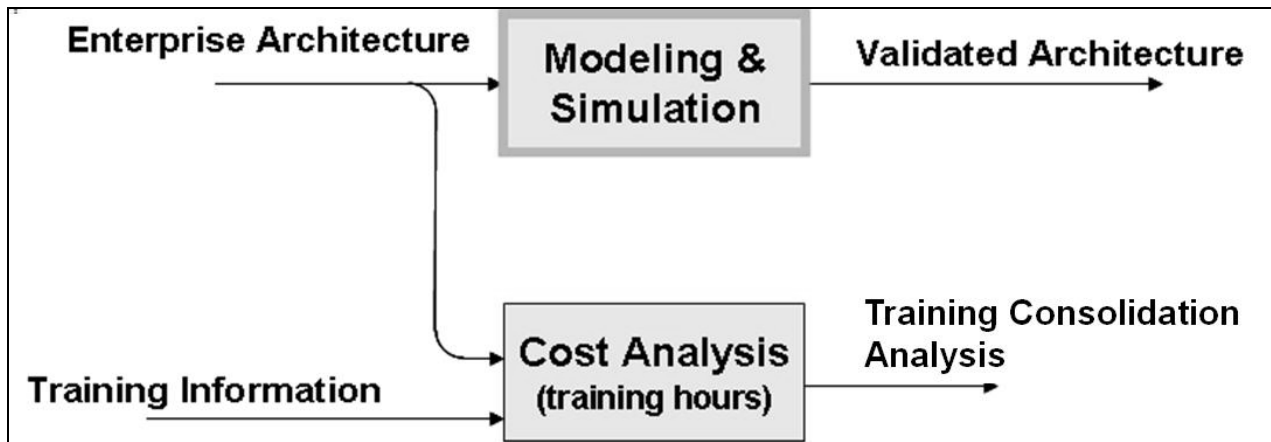 Enterprise Architecture
Modeling &
Simulation
Validated Architecture
Training Information
Cost Analysis
(training hours)
Training Consolidation
Analysis